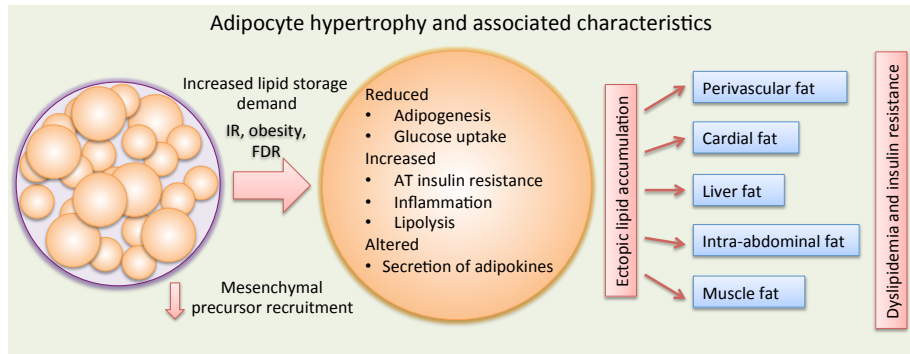 Adipocyte hypertrophy and associated characteristics
Increased lipid storage
demand
IR, obesity,
FDR
Mesenchymal
precursor recruitment
Reduced
• Adipogenesis
• Glucose uptake
Increased
• AT insulin resistance
• Inflammation
• Lipolysis
Altered
• Secretion of adipokines
Ectopic lipid accumulation
Perivascular fat
Cardial fat
Liver fat
Intra-abdominal fat
Muscle fat
Dyslipidemia and insulin resistance